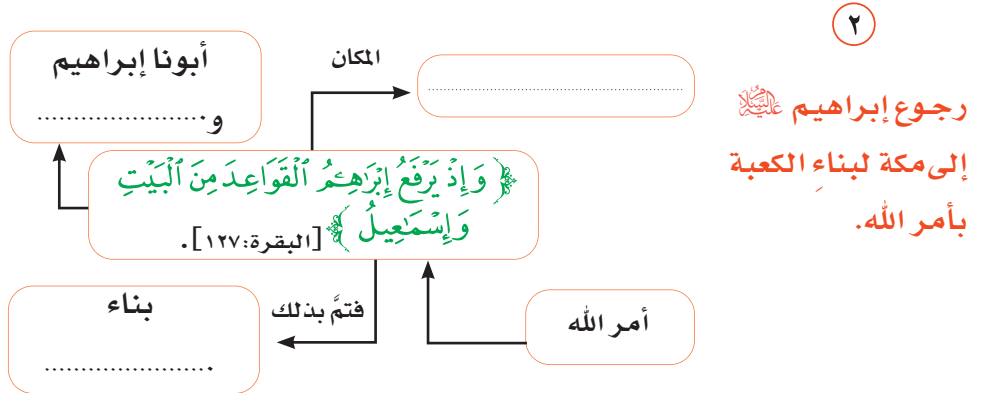 ٢
رجوع إبراهيم عليه السلام
إلى مكة لبناءِ الكعبة
بأمر الله.
المكان
..........................................
أبونا إبراهيم
و......................
﴿ وَإِذْ يَرْفَعُ إِبْرَٰهِـۧمُ ٱلْقَوَاعِدَ مِنَ ٱلْبَيْتِ
وَإِسْمَٰعِيلُ ﴾ [البقرة:١٢٧].
أمر الله
فتمَّ بذلك
بناء
.......................